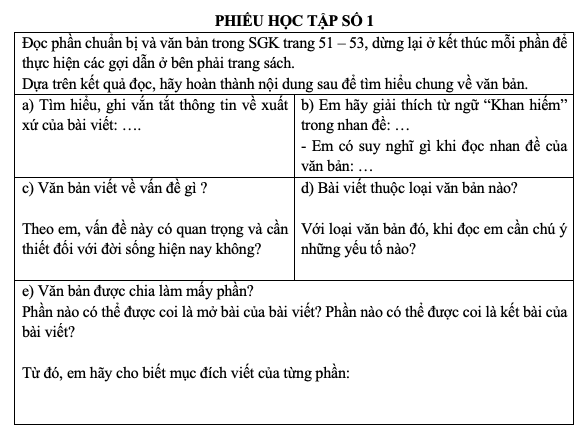 PHIẾU HỌC TẬP SỐ 1
Đọc phần chuẩn bị và văn bản trong SGK trang 51 – 53, dừng lại ở kết thúc mỗi phần để
thực hiện các gợi dẫn ở bên phải trang sách.
Dựa trên kết quả đọc, hãy hoàn thành nội dung sau để tìm hiểu chung về văn bản.
a) Tìm hiểu, ghi vắn tắt thông tin về xuất
xứ của bài viết: ….
b) Em hãy giải thích từ ngữ “Khan hiếm”
trong nhan đề: …
- Em có suy nghĩ gì khi đọc nhan đề của
văn bản: …
c) Văn bản viết về vấn đề gì ?
Theo em, vấn đề này có quan trọng và cần
thiết đối với đời sống hiện nay không?
d) Bài viết thuộc loại văn bản nào?
Với loại văn bản đó, khi đọc em cần chú ý
những yếu tố nào?
e) Văn bản được chia làm mấy phần?
Phần nào có thể được coi là mở bài của bài viết? Phần nào có thể được coi là kết bài của
bài viết?
Từ đó, em hãy cho biết mục đích viết của từng phần: